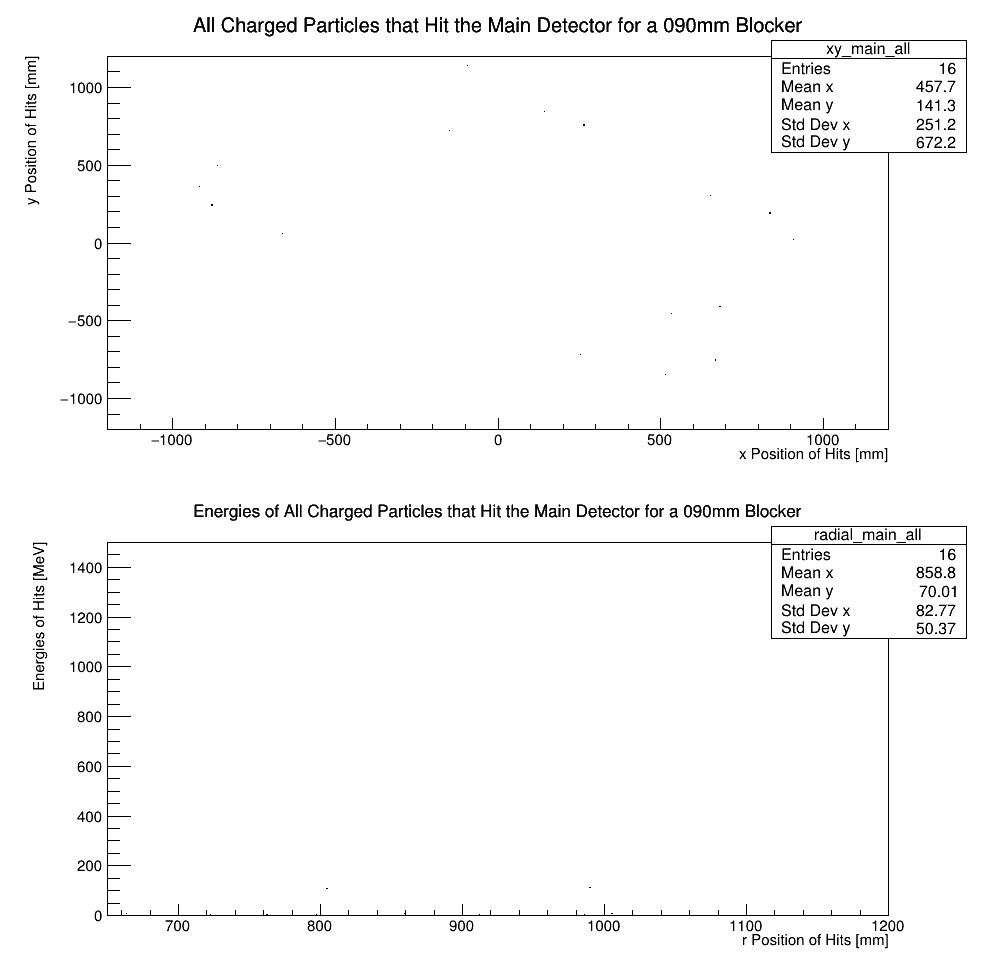 All Charged Particles that Hit the Main Detector for a 090mm Blocker
xy_main_all
Entries 16
Mean x 457.7
Mean y 141.3
Std Dev x 251.2
Std Dev y 672.2
y Position of Hits [mm]
1000
500
0
−500
−1000
−1000 −500 0 500 1000
x Position of Hits [mm]
Energies of All Charged Particles that Hit the Main Detector for a 090mm Blocker
radial_main_all
Entries 16
Mean x 858.8
Mean y 70.01
Std Dev x 82.77
Std Dev y 50.37
Energies of Hits [MeV]
1400
1200
1000
800
600
400
200
0
700 800 900 1000 1100 1200
r Position of Hits [mm]